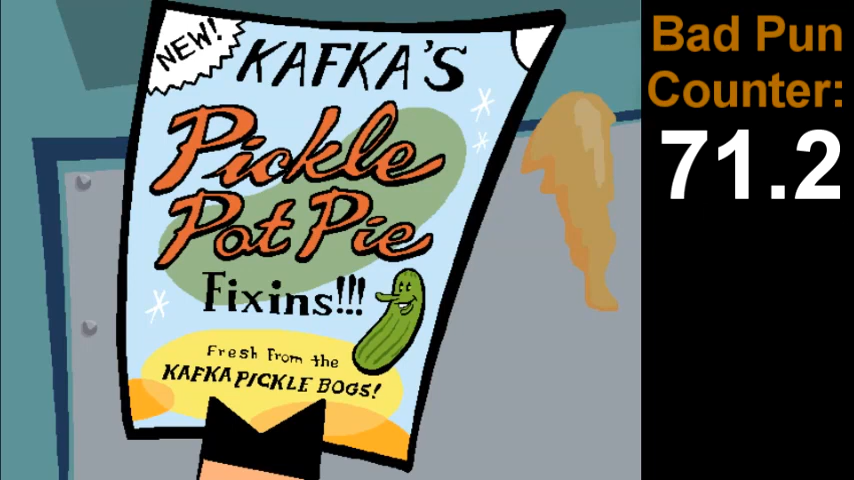 NEW!
KAFKA'S
Pickle
Pot Pie
Fixins!!!
Fresh From the
KAFKA PICKLE BOGS!
Bad Pun
Counter:
71.2